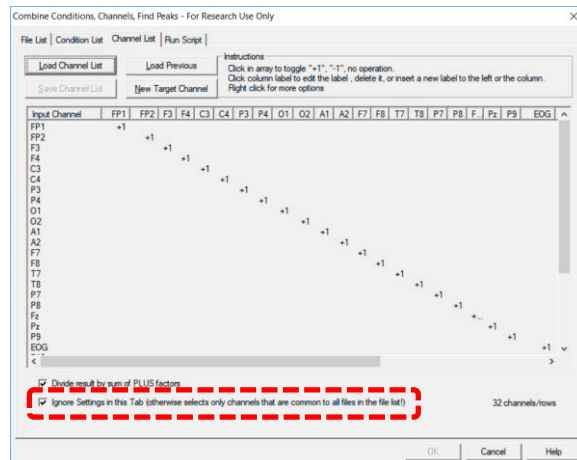 Combine Conditions, Channels, Find Peaks - For Research Use Only
File List | Condition List | Channel List | Run Script
Load Channel List
Load Previous
Save Channel List
New Target Channel
Instructions
Click in array to toggle "+1", "-1", no operation.
Click column label to edit the label , delete it, or insert a new label to the left or the column.
Right click for more options
Input Channel FP1 FP2 F3 F4 C3 C4 P3 P4 O1 O2 A1 A2 F7 F8 T7 T8 P7 P8 F... Pz P9 EOG
FP1 +1
FP2 +1
F3 +1
F4 +1
C3 +1
C4 +1
P3 +1
P4 +1
O1 +1
O2 +1
A1 +1
A2 +1
F7 +1
F8 +1
T7 +1
T8 +1
P7 +1
P8 +1
Fz +...
Pz +1
P9 +1
EOG +1
Divide result by sum of PLUS factors
Ignore Settings in this Tab (otherwise selects only channels that are common to all files in the file list!)
32 channels/rows
OK
Cancel
Help